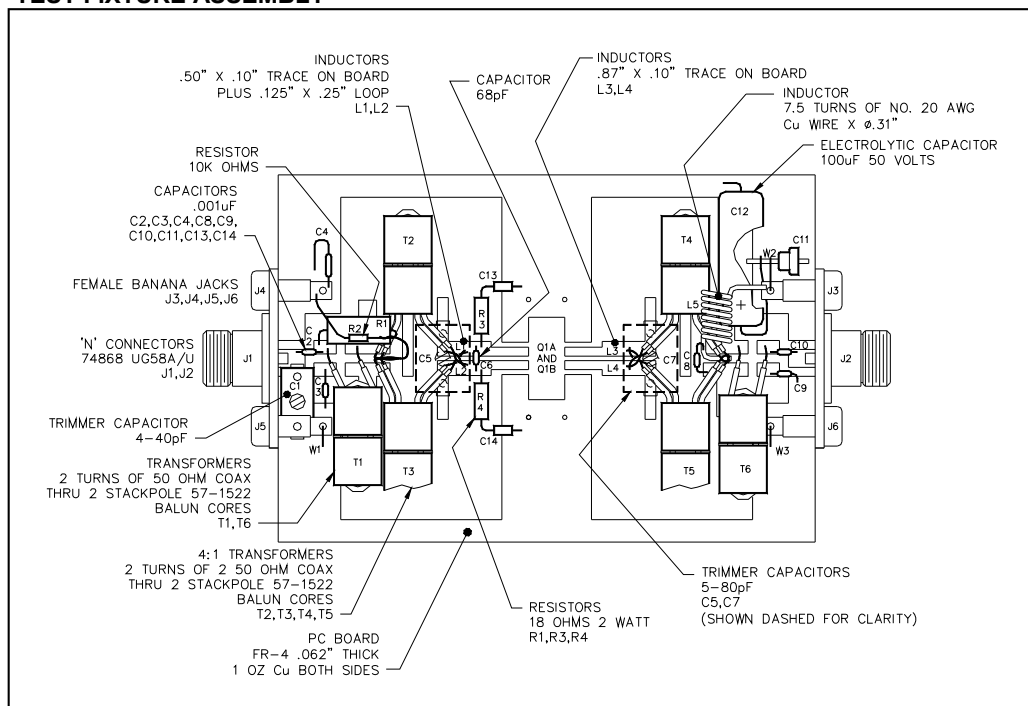 TEST FIXTURE ASSEMBLY
INDUCTORS
.50" X .10" TRACE ON BOARD
PLUS .125" X .25" LOOP
L1,L2
CAPACITOR
68pF
INDUCTORS
.87" X .10" TRACE ON BOARD
L3,L4
INDUCTOR
7.5 TURNS OF NO. 20 AWG
Cu WIRE X ø.31"
ELECTROLYTIC CAPACITOR
100uF 50 VOLTS
RESISTOR
10K OHMS
CAPACITORS
.001uF
C2,C3,C4,C8,C9,
C10,C11,C13,C14
FEMALE BANANA JACKS
J3,J4,J5,J6
'N' CONNECTORS
74868 UG58A/U
J1,J2
TRIMMER CAPACITOR
4-40pF
TRANSFORMERS
2 TURNS OF 50 OHM COAX
THRU 2 STACKPOLE 57-1522
BALUN CORES
T1,T6
4:1 TRANSFORMERS
2 TURNS OF 2 50 OHM COAX
THRU 2 STACKPOLE 57-1522
BALUN CORES
T2,T3,T4,T5
PC BOARD
FR-4 .062" THICK
1 OZ Cu BOTH SIDES
RESISTORS
18 OHMS 2 WATT
R1,R3,R4
TRIMMER CAPACITORS
5-80pF
C5,C7
(SHOWN DASHED FOR CLARITY)
C4
T2
C13
T4
C12
W2
C11
J4
J3
R2
R1
R3
L5
+
J1
C2
C5
L1
L2
C6
Q1A
AND
Q1B
L3
L4
C7
C8
C10
J2
C1
C3
R4
C9
J5
W1
C14
J6
W3
T1
T3
T5
T6